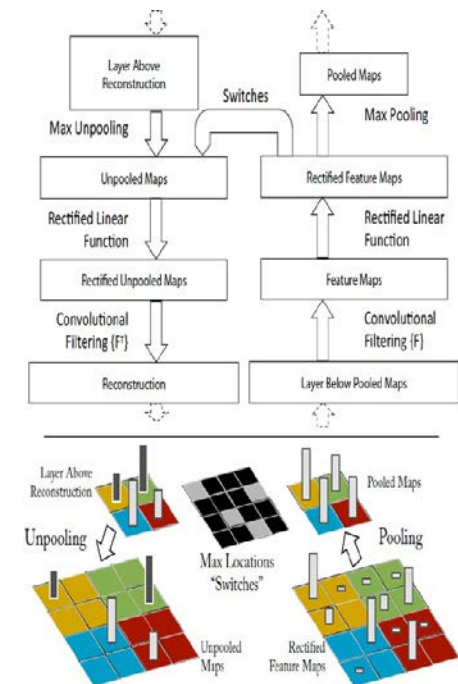 Layer Above
Reconstruction
Pooled Maps
Switches
Max Unpooling
Max Pooling
Unpooled Maps
Rectified Feature Maps
Rectified Linear
Function
Rectified Linear
Function
Rectified Unpooled Maps
Feature Maps
Convolutional
Filtering {Fᵀ}
Convolutional
Filtering {F}
Reconstruction
Layer Below Pooled Maps
Layer Above
Reconstruction
Pooled Maps
Unpooling
Max Locations
"Switches"
Pooling
Unpooled
Maps
Rectified
Feature Maps